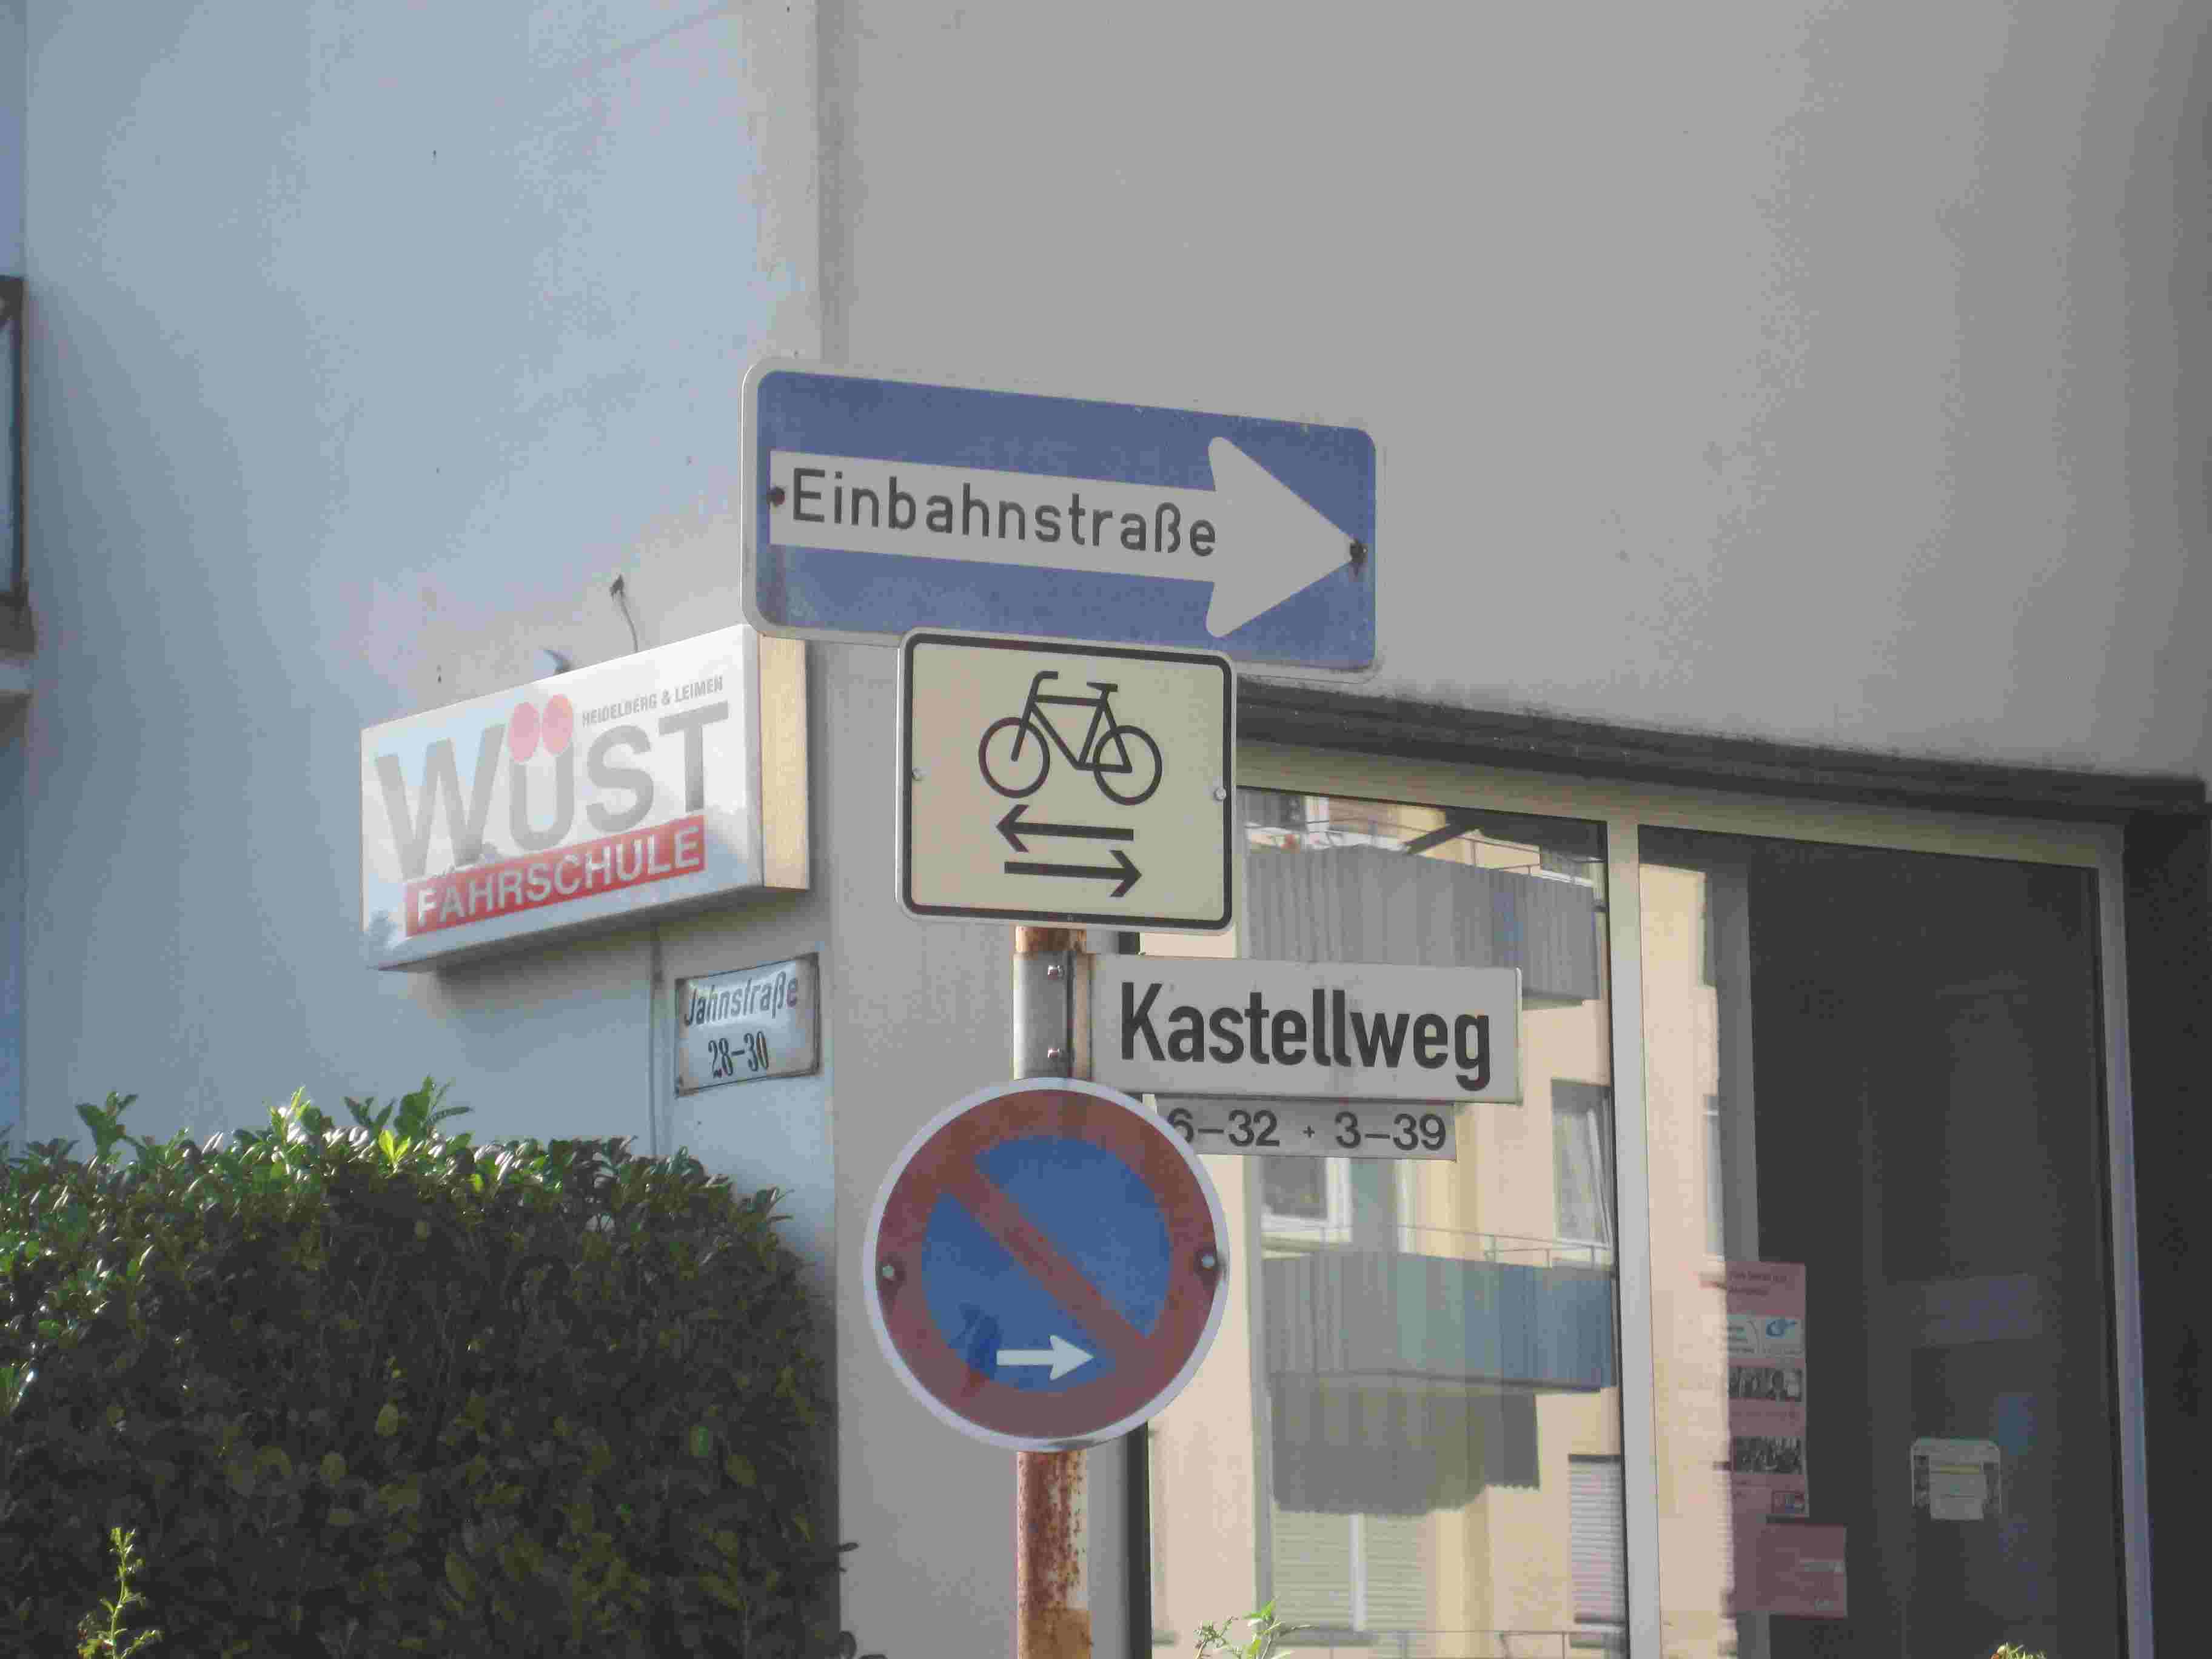 Einbahnstraße
HEIDELBERG & LEIMEN
WÜST
FAHRSCHULE
Jahnstraße
28-30
Kastellweg
6-32 + 3-39